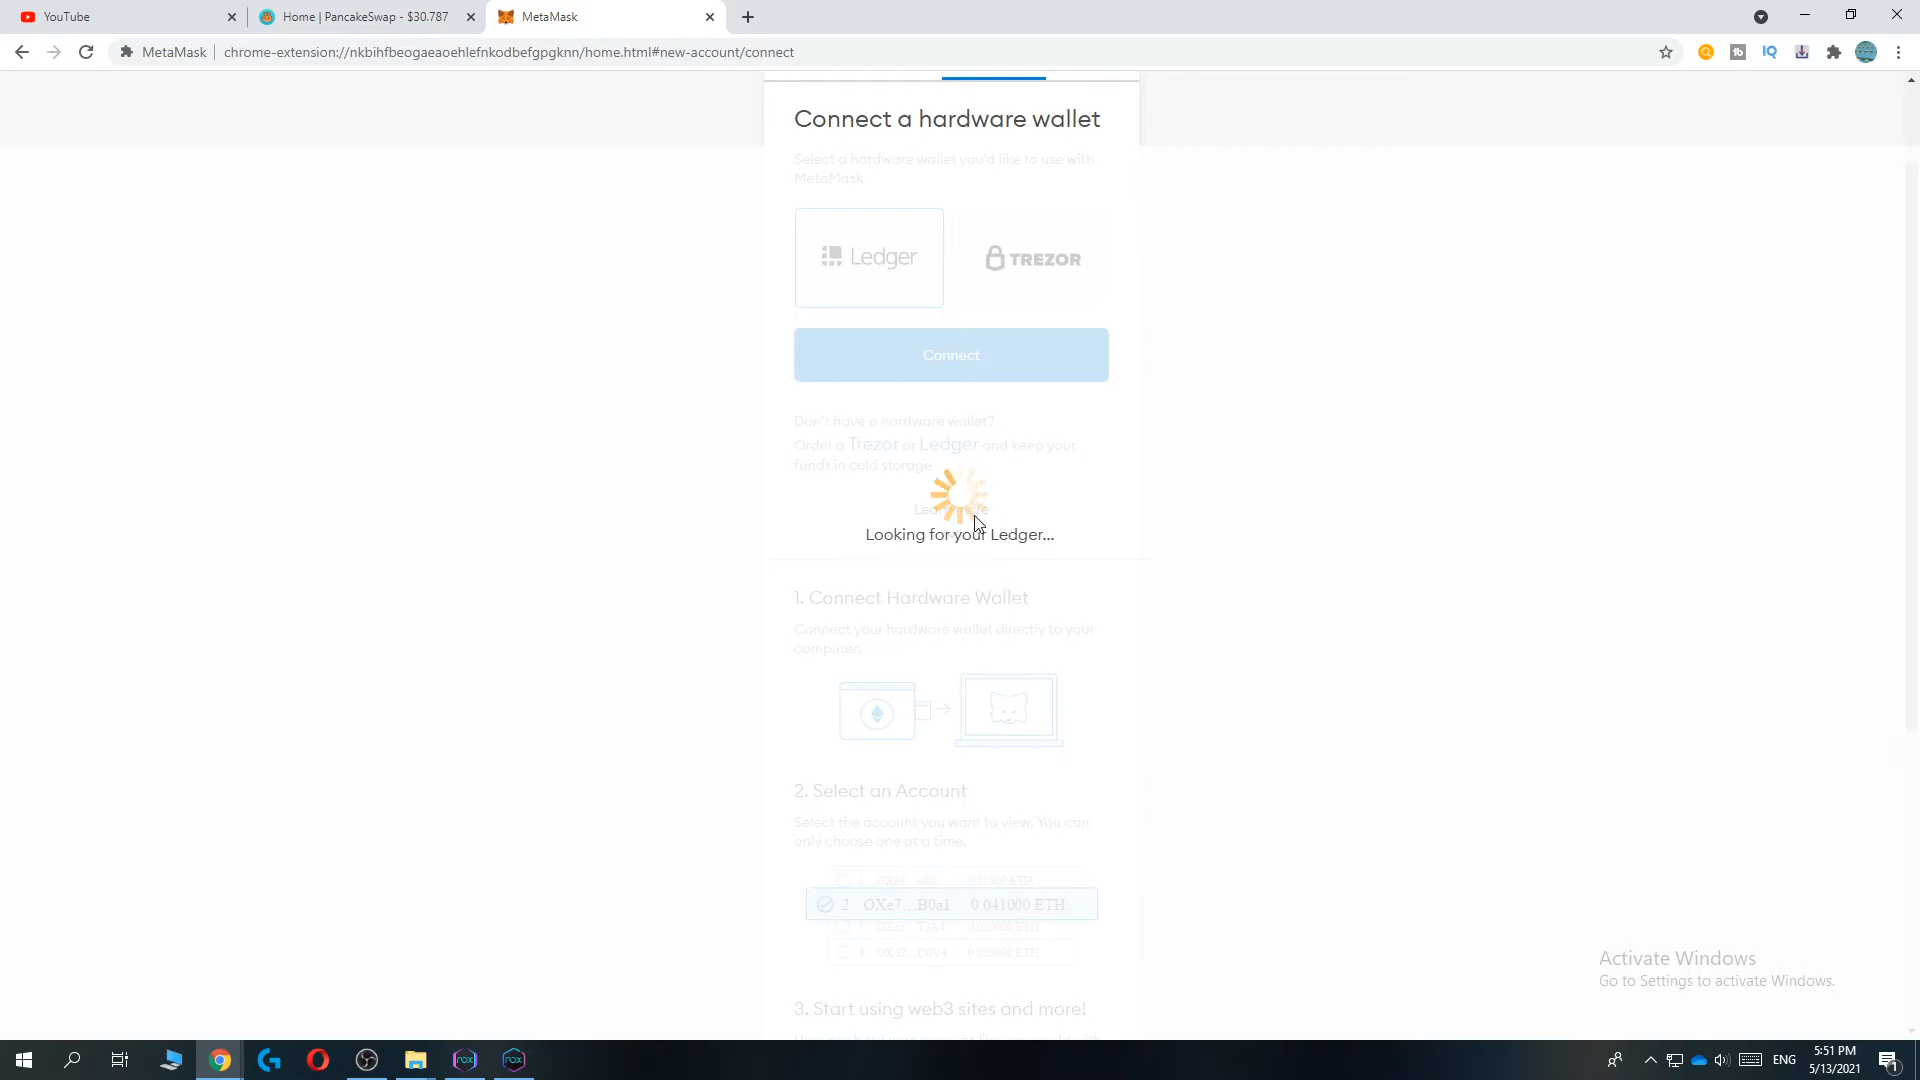 YouTube
Home | PancakeSwap - $30.787
MetaMask
MetaMask
chrome-extension://nkbihfbeogaeaoehlefnkodbefgpgknn/home.html#new-account/connect
Connect a hardware wallet
Select a hardware wallet you'd like to use with
MetaMask
Ledger
TREZOR
Connect
Don't have a hardware wallet?
Order a Trezor or Ledger and keep your
funds in cold storage
Learn more
Looking for your Ledger...
1. Connect Hardware Wallet
Connect your hardware wallet directly to your
computer.
2. Select an Account
Select the account you want to view. You can
only choose one at a time.
2 OXe7...B0a1 0.041000 ETH
3. Start using web3 sites and more!
Activate Windows
Go to Settings to activate Windows.
ENG
5:51 PM
5/13/2021
1